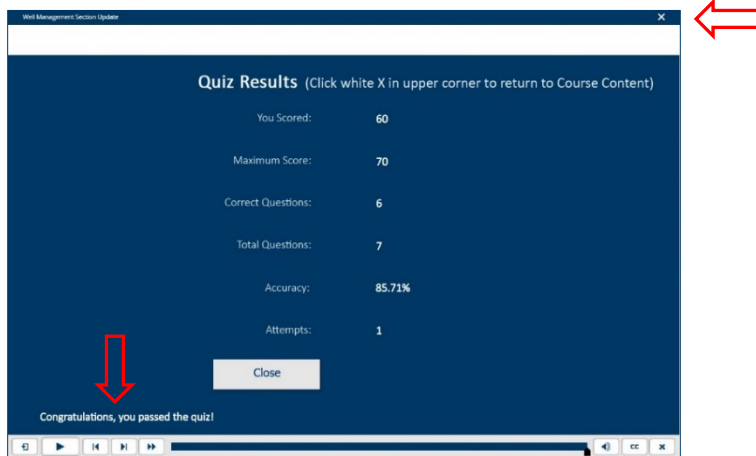 Well Management Section Update
Quiz Results (Click white X in upper corner to return to Course Content)
You Scored: 60
Maximum Score: 70
Correct Questions: 6
Total Questions: 7
Accuracy: 85.71%
Attempts: 1
Close
Congratulations, you passed the quiz!
CC